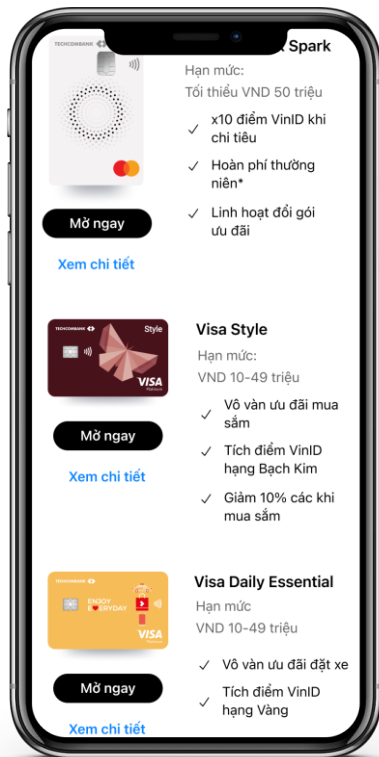 Spark
TECHCOMBANK
Hạn mức:
Tối thiểu VND 50 triệu
x10 điểm VinID khi
chi tiêu
Hoàn phí thường
niên*
Linh hoạt đổi gói
ưu đãi
Mở ngay
Xem chi tiết
TECHCOMBANK
Style
VISA
Platinum
Visa Style
Hạn mức:
VND 10-49 triệu
Vô vàn ưu đãi mua
sắm
Tích điểm VinID
hạng Bạch Kim
Giảm 10% các khi
mua sắm
Mở ngay
Xem chi tiết
TECHCOMBANK
ENJOY
EVERYDAY
VISA
Platinum
Visa Daily Essential
Hạn mức
VND 10-49 triệu
Vô vàn ưu đãi đặt xe
Tích điểm VinID
hạng Vàng
Mở ngay
Xem chi tiết